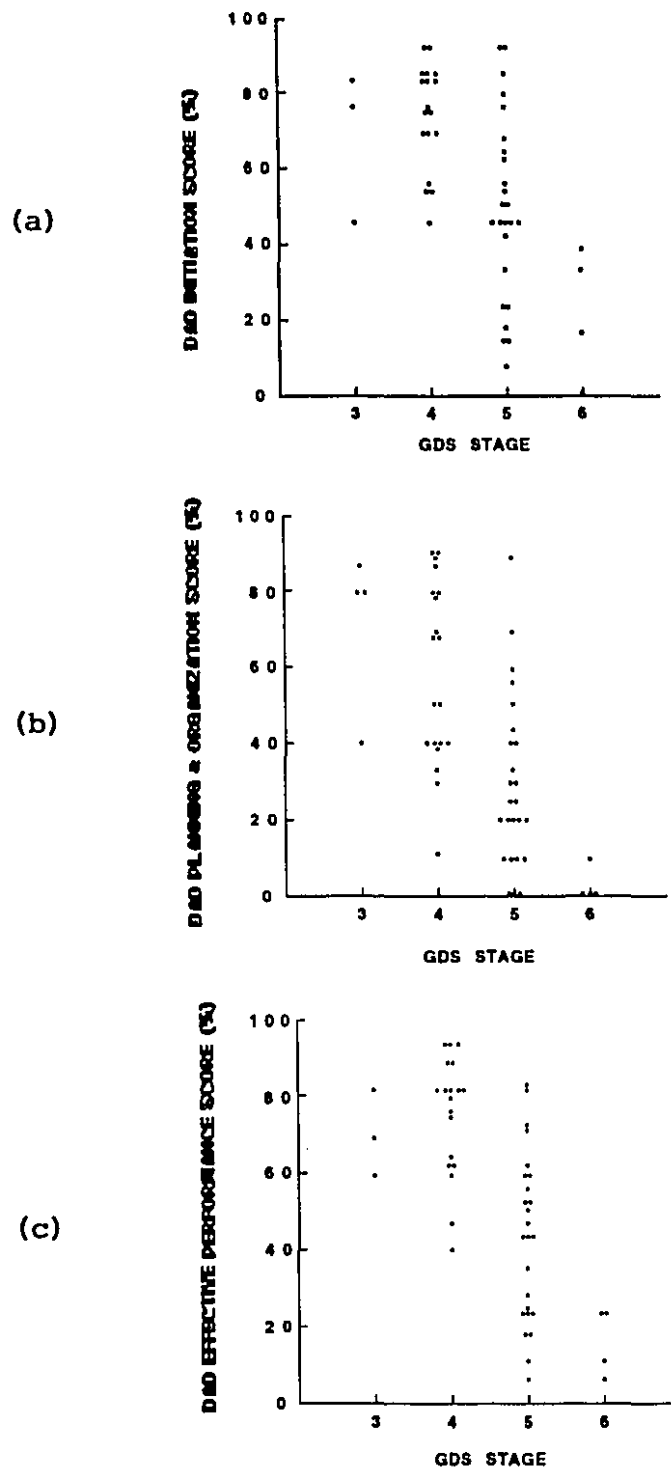 (a)
DAD INITIATION SCORE (%)
100
80
60
40
20
0
3 4 5 6
GDS STAGE
(b)
DAD PLANNING & ORGANIZATION SCORE (%)
100
80
60
40
20
0
3 4 5 6
GDS STAGE
(c)
DAD EFFECTIVE PERFORMANCE SCORE (%)
100
80
60
40
20
0
3 4 5 6
GDS STAGE